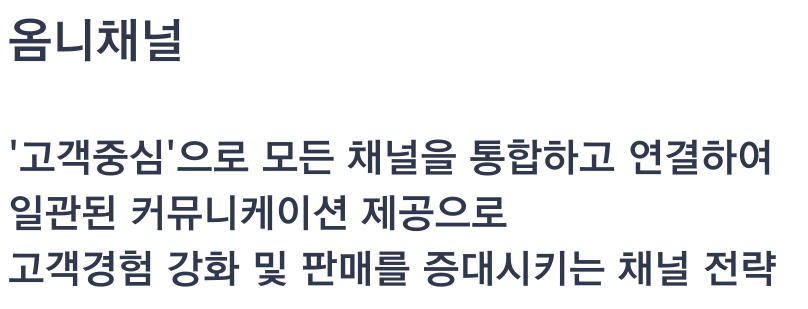 옴니채널
'고객중심'으로 모든 채널을 통합하고 연결하여
일관된 커뮤니케이션 제공으로
고객경험 강화 및 판매를 증대시키는 채널 전략